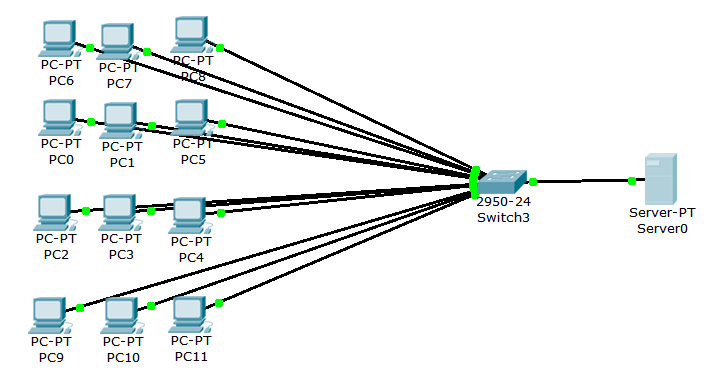 PC-PT
PC6
PC-PT
PC7
PC-PT
PC8
PC-PT
PC0
PC-PT
PC1
PC-PT
PC5
2950-24
Switch3
Server-PT
Server0
PC-PT
PC2
PC-PT
PC3
PC-PT
PC4
PC-PT
PC9
PC-PT
PC10
PC-PT
PC11